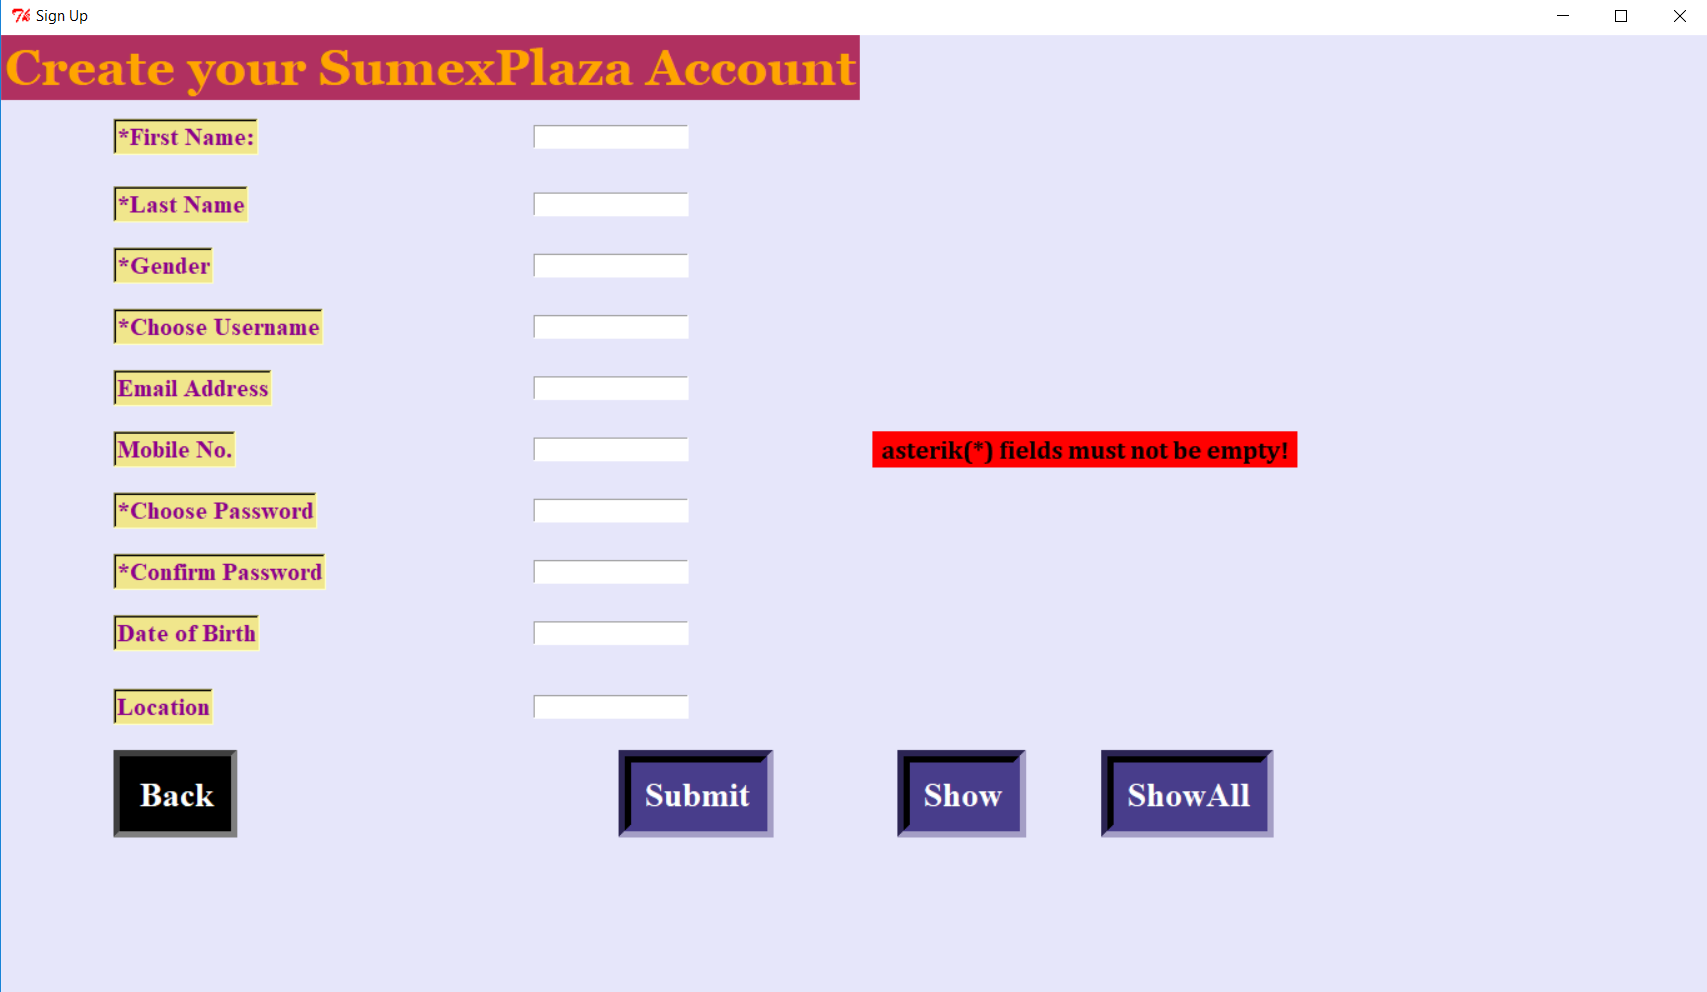 Sign Up
Create your SumexPlaza Account
*First Name:
*Last Name
*Gender
*Choose Username
Email Address
Mobile No.
asterik(*) fields must not be empty!
*Choose Password
*Confirm Password
Date of Birth
Location
Back
Submit
Show
ShowAll